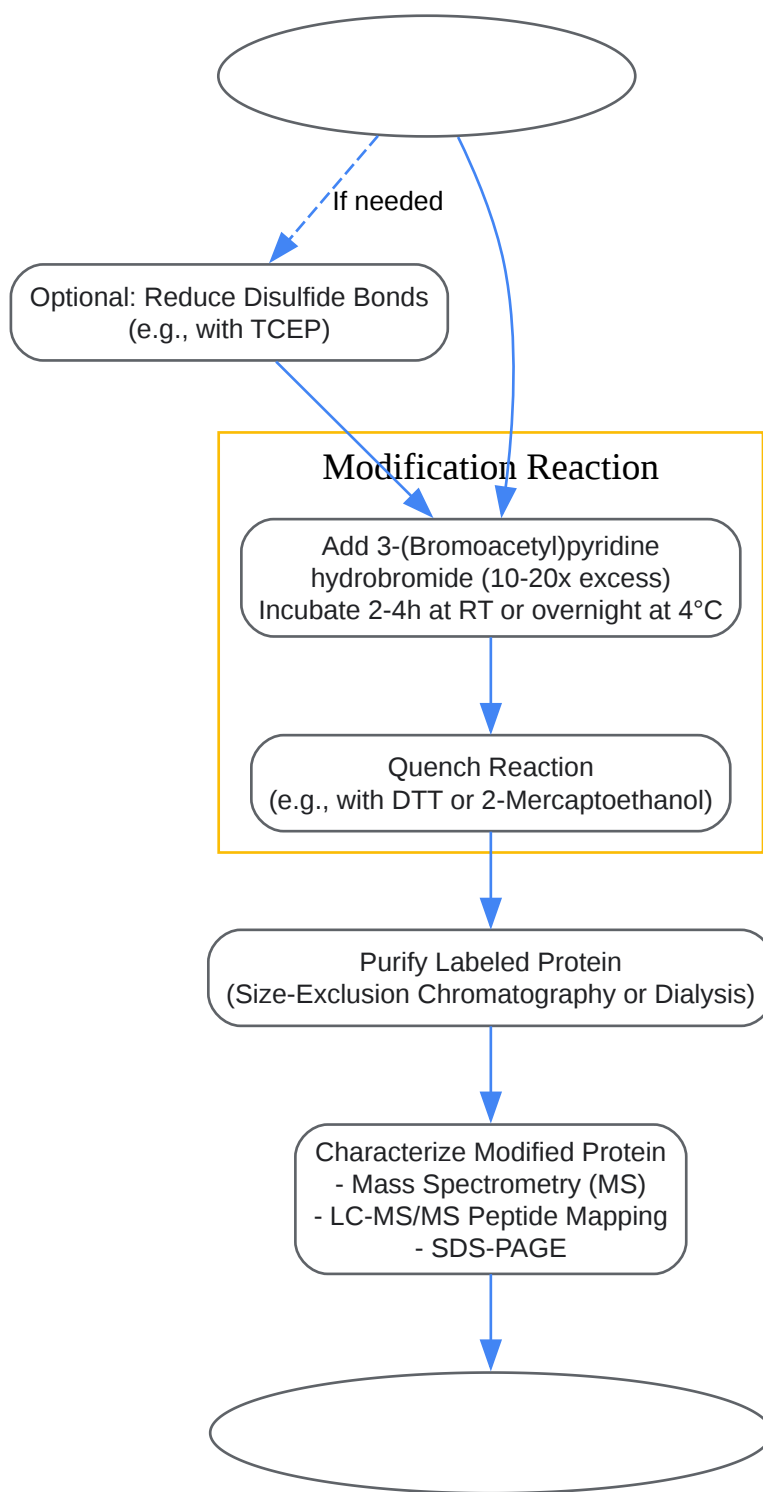 If needed
Optional: Reduce Disulfide Bonds
(e.g., with TCEP)
Modification Reaction
Add 3-(Bromoacetyl)pyridine
hydrobromide (10-20x excess)
Incubate 2-4h at RT or overnight at 4°C
Quench Reaction
(e.g., with DTT or 2-Mercaptoethanol)
Purify Labeled Protein
(Size-Exclusion Chromatography or Dialysis)
Characterize Modified Protein
- Mass Spectrometry (MS)
- LC-MS/MS Peptide Mapping
- SDS-PAGE